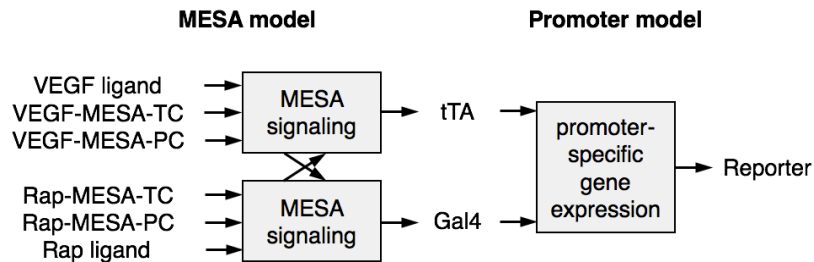 MESA model
Promoter model
VEGF ligand
VEGF-MESA-TC
VEGF-MESA-PC
MESA
signaling
tTA
Rap-MESA-TC
Rap-MESA-PC
Rap ligand
MESA
signaling
Gal4
promoter-
specific
gene
expression
Reporter